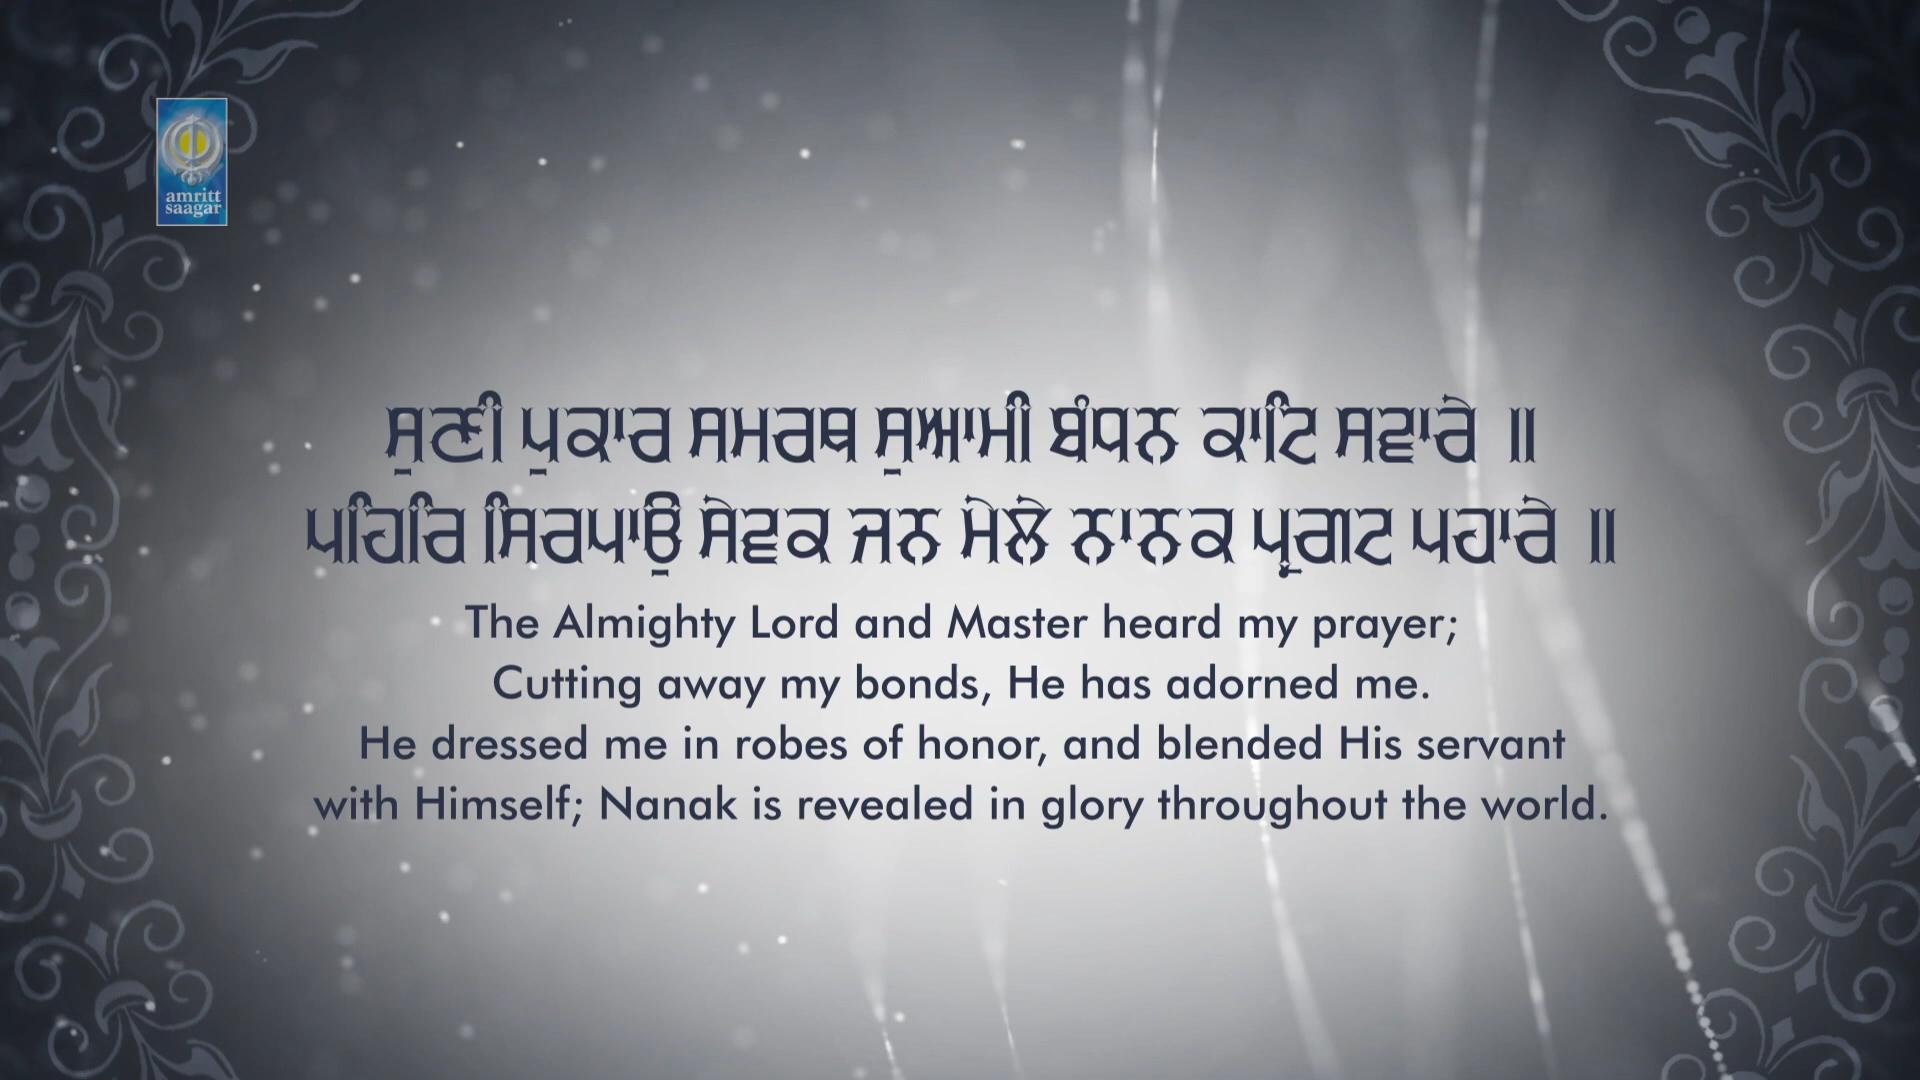 amritt
saagar
ਸੁਣੀ ਪੁਕਾਰ ਸਮਰਥ ਸੁਆਮੀ ਬੰਧਨ ਕਾਟਿ ਸਵਾਰੇ ॥
ਪਹਿਰਿ ਸਿਰਪਾਉ ਸੇਵਕ ਜਨ ਮੇਲੇ ਨਾਨਕ ਪ੍ਰਗਟ ਪਹਾਰੇ ॥
The Almighty Lord and Master heard my prayer;
Cutting away my bonds, He has adorned me.
He dressed me in robes of honor, and blended His servant
with Himself; Nanak is revealed in glory throughout the world.